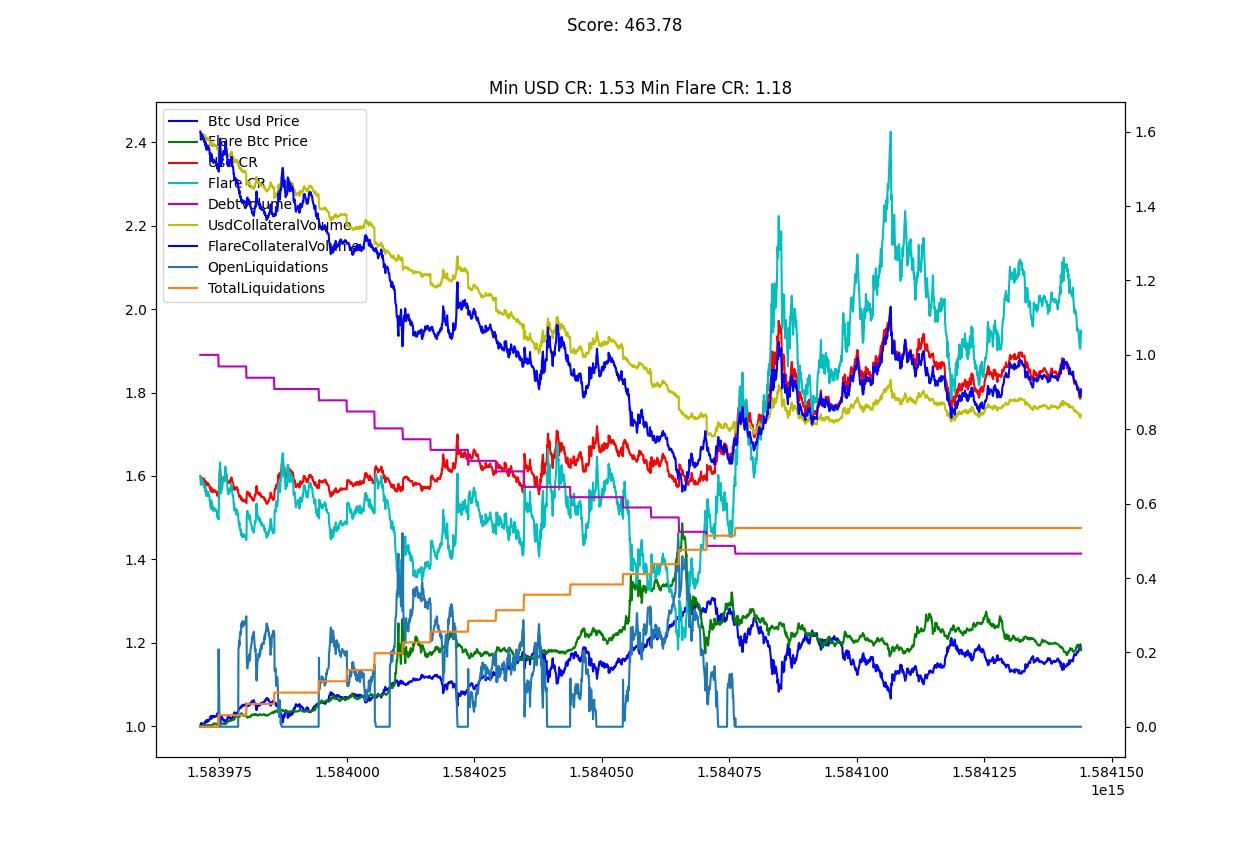 Score: 463.78
Min USD CR: 1.53 Min Flare CR: 1.18
Btc Usd Price
Flare Btc Price
Usd CR
Flare CR
DebtVolume
UsdCollateralVolume
FlareCollateralVolume
OpenLiquidations
TotalLiquidations
2.4
2.2
2.0
1.8
1.6
1.4
1.2
1.0
1.6
1.4
1.2
1.0
0.8
0.6
0.4
0.2
0.0
1.583975 1.584000 1.584025 1.584050 1.584075 1.584100 1.584125 1.584150
1e15